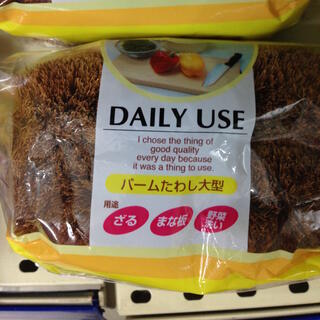 DAILY USE
I chose the thing of
good quality
every day because
it was a thing to use.
パームたわし大型
用途
ざる
まな板
野菜
洗い